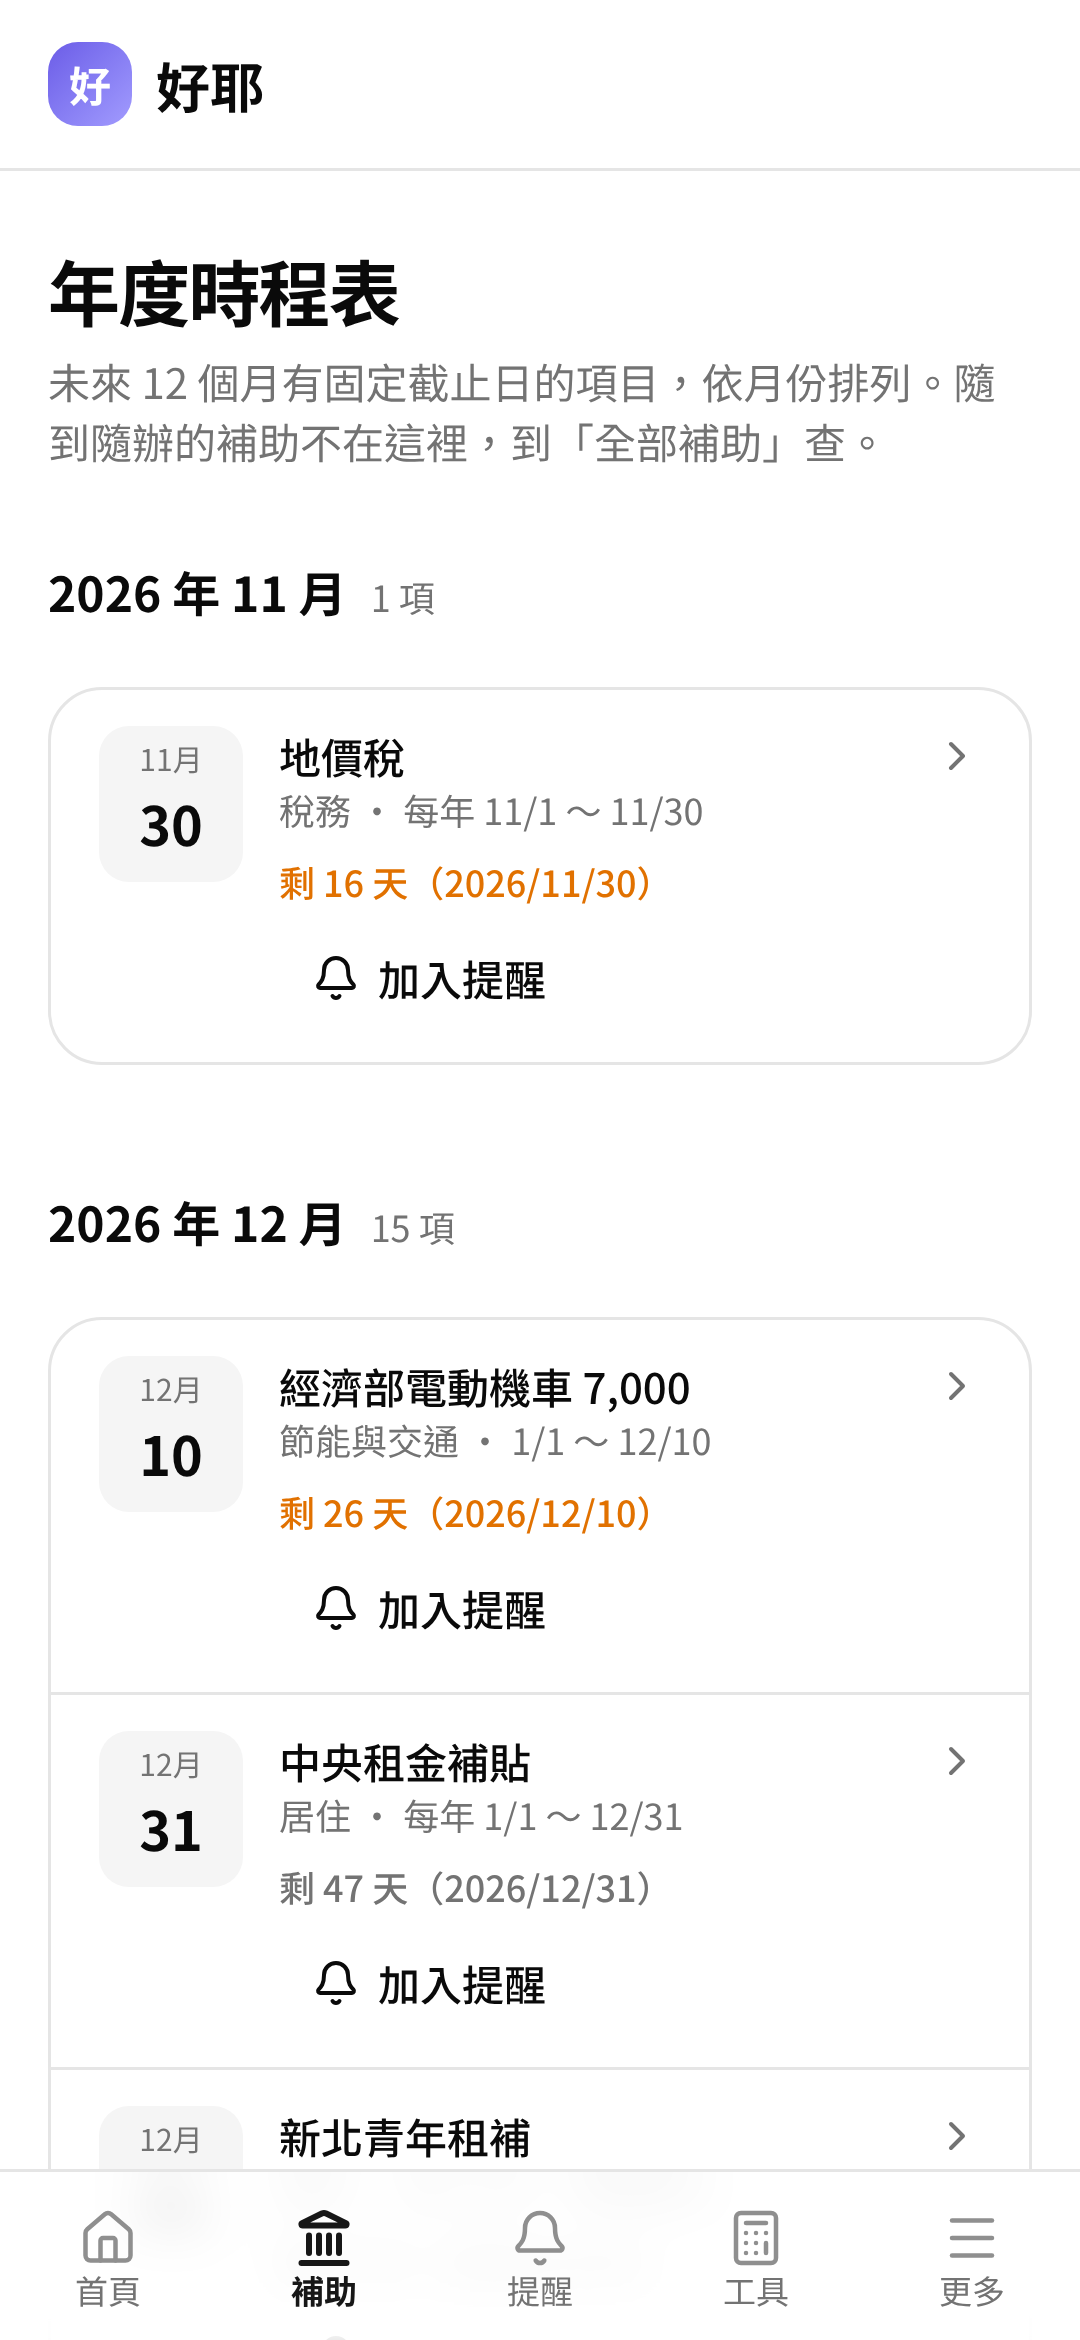 好 好耶
年度時程表
未來 12 個月有固定截止日的項目，依月份排列。隨
到隨辦的補助不在這裡，到「全部補助」查。
2026 年 11 月 1 項
11月
30
地價稅
稅務 · 每年 11/1 ～ 11/30
剩 16 天（2026/11/30）
加入提醒
2026 年 12 月 15 項
12月
10
經濟部電動機車 7,000
節能與交通 · 1/1 ～ 12/10
剩 26 天（2026/12/10）
加入提醒
12月
31
中央租金補貼
居住 · 每年 1/1 ～ 12/31
剩 47 天（2026/12/31）
加入提醒
12月
新北青年租補
首頁 補助 提醒 工具 更多